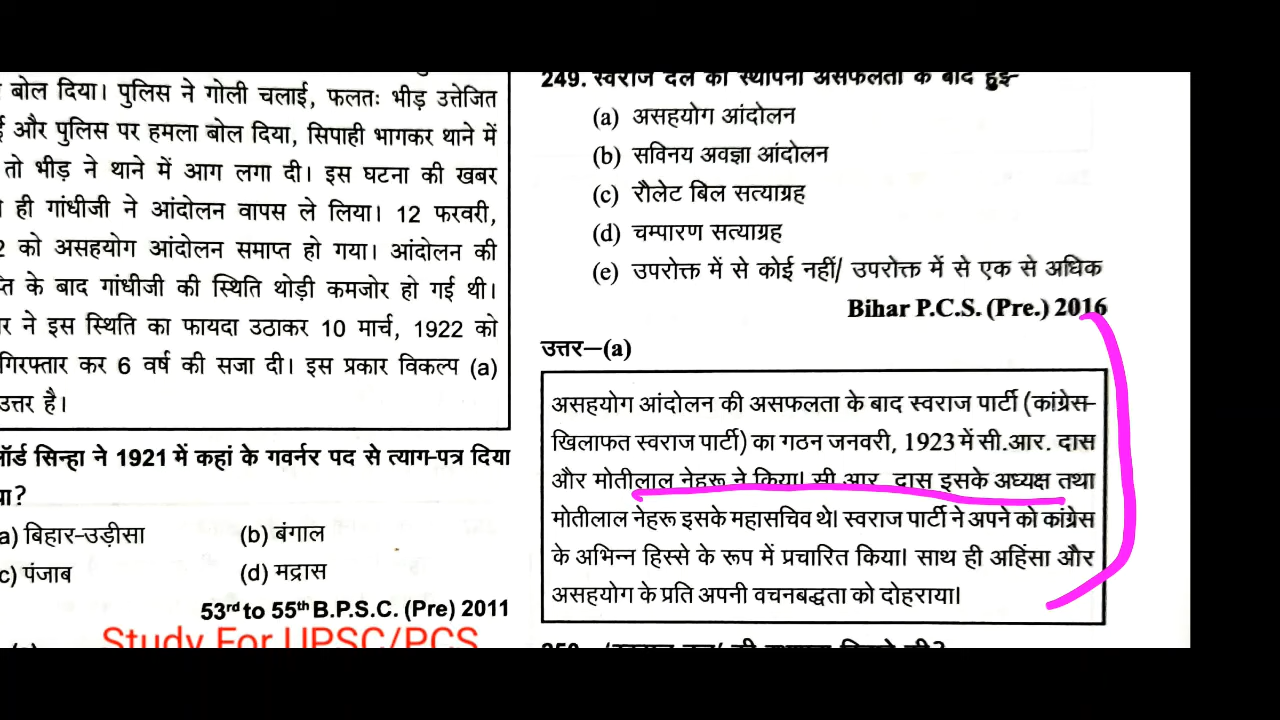 बोल दिया। पुलिस ने गोली चलाई, फलतः भीड़ उत्तेजित
और पुलिस पर हमला बोल दिया, सिपाही भागकर थाने में
तो भीड़ ने थाने में आग लगा दी। इस घटना की खबर
ही गांधीजी ने आंदोलन वापस ले लिया। 12 फरवरी,
को असहयोग आंदोलन समाप्त हो गया। आंदोलन की
के बाद गांधीजी की स्थिति थोड़ी कमजोर हो गई थी।
ने इस स्थिति का फायदा उठाकर 10 मार्च, 1922 को
गिरफ्तार कर 6 वर्ष की सजा दी। इस प्रकार विकल्प (a)
उत्तर है।
लॉर्ड सिन्हा ने 1921 में कहां के गवर्नर पद से त्याग-पत्र दिया
a) बिहार-उड़ीसा (b) बंगाल
c) पंजाब (d) मद्रास
53rd to 55th B.P.S.C. (Pre) 2011
Study For UPSC/PCS
249. स्वराज दल की स्थापना असफलता के बाद हुई-
(a) असहयोग आंदोलन
(b) सविनय अवज्ञा आंदोलन
(c) रौलेट बिल सत्याग्रह
(d) चम्पारण सत्याग्रह
(e) उपरोक्त में से कोई नहीं/ उपरोक्त में से एक से अधिक
Bihar P.C.S. (Pre.) 2016
उत्तर—(a)
असहयोग आंदोलन की असफलता के बाद स्वराज पार्टी (कांग्रेस-
खिलाफत स्वराज पार्टी) का गठन जनवरी, 1923 में सी.आर. दास
और मोतीलाल नेहरू ने किया। सी.आर. दास इसके अध्यक्ष तथा
मोतीलाल नेहरू इसके महासचिव थे। स्वराज पार्टी ने अपने को कांग्रेस
के अभिन्न हिस्से के रूप में प्रचारित किया। साथ ही अहिंसा और
असहयोग के प्रति अपनी वचनबद्धता को दोहराया।